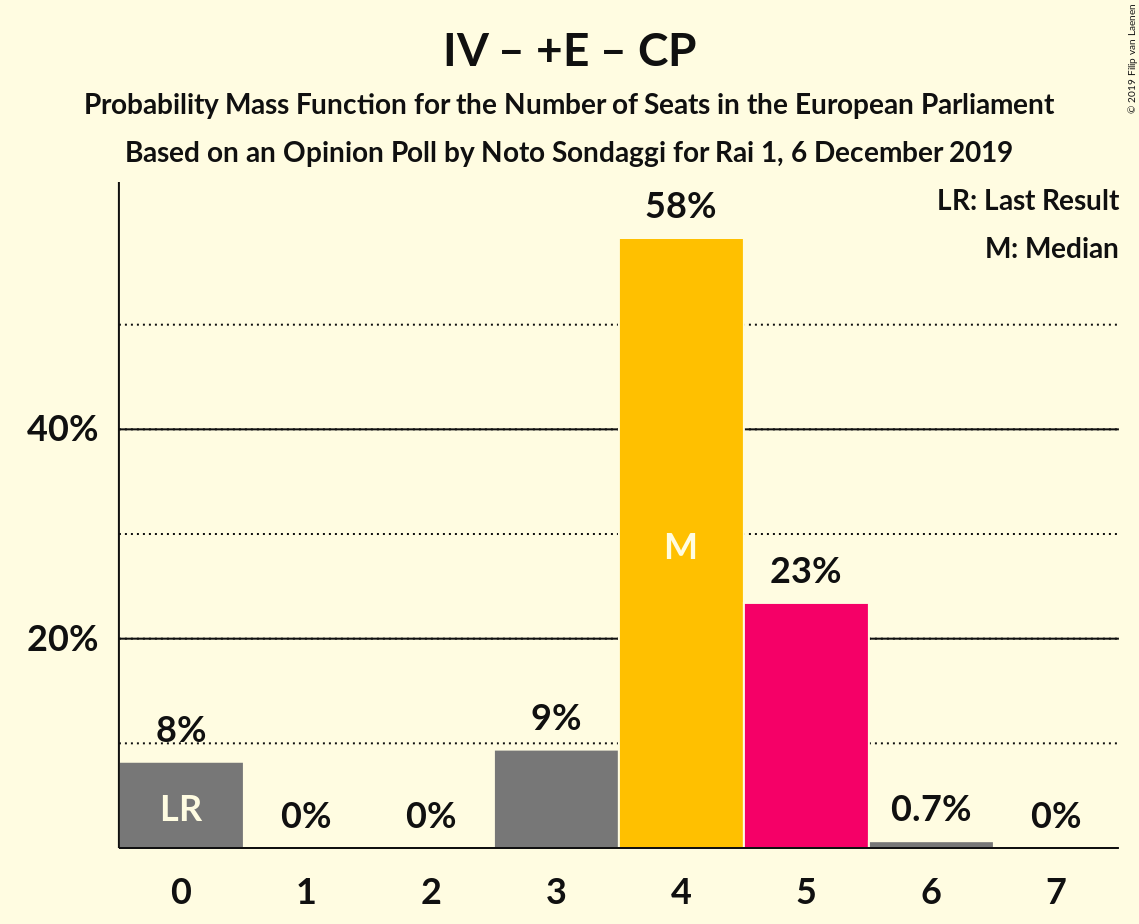 IV – +E – CP
Probability Mass Function for the Number of Seats in the European Parliament
Based on an Opinion Poll by Noto Sondaggi for Rai 1, 6 December 2019
© 2019 Filip van Laenen
LR: Last Result
M: Median
58%
40%
M
23%
20%
9%
8%
LR
0%
0%
0.7%
0%
0 1 2 3 4 5 6 7